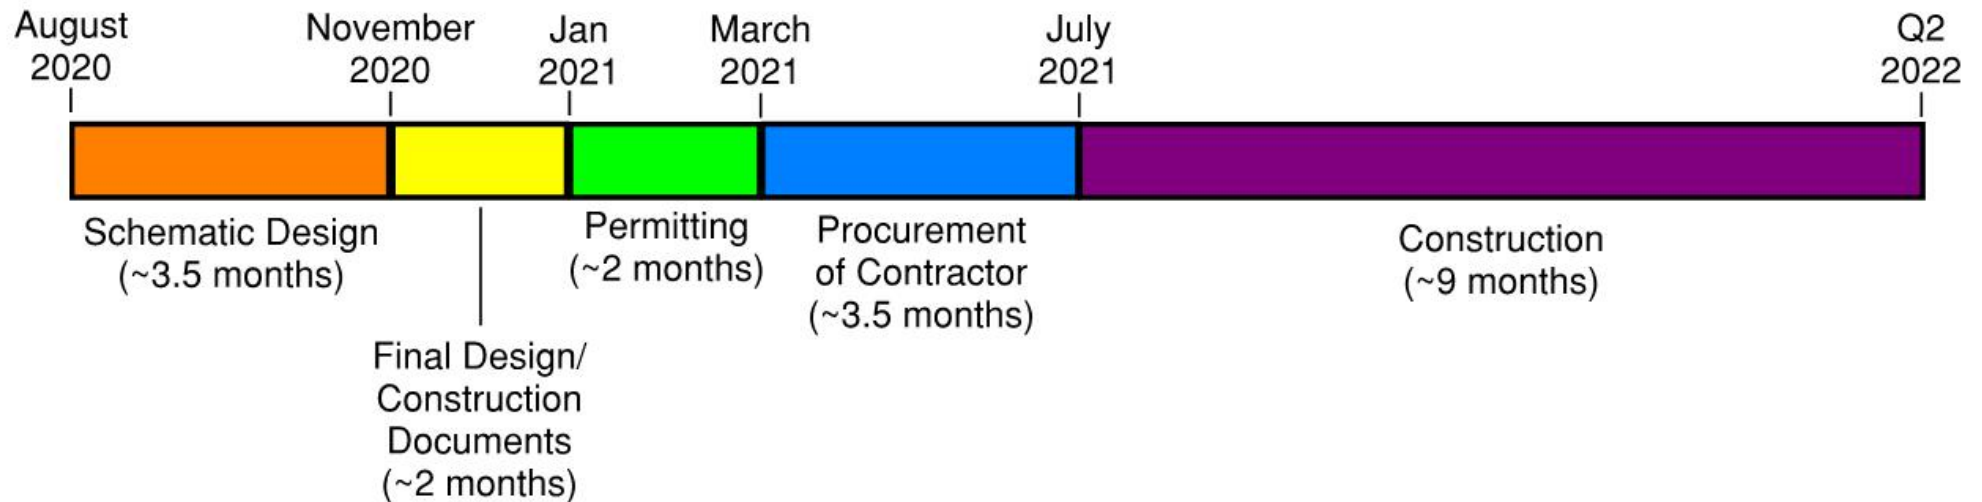 August
2020
November
2020
Jan
2021
March
2021
July
2021
Q2
2022
Schematic Design
(~3.5 months)
Final Design/
Construction
Documents
(~2 months)
Permitting
(~2 months)
Procurement
of Contractor
(~3.5 months)
Construction
(~9 months)